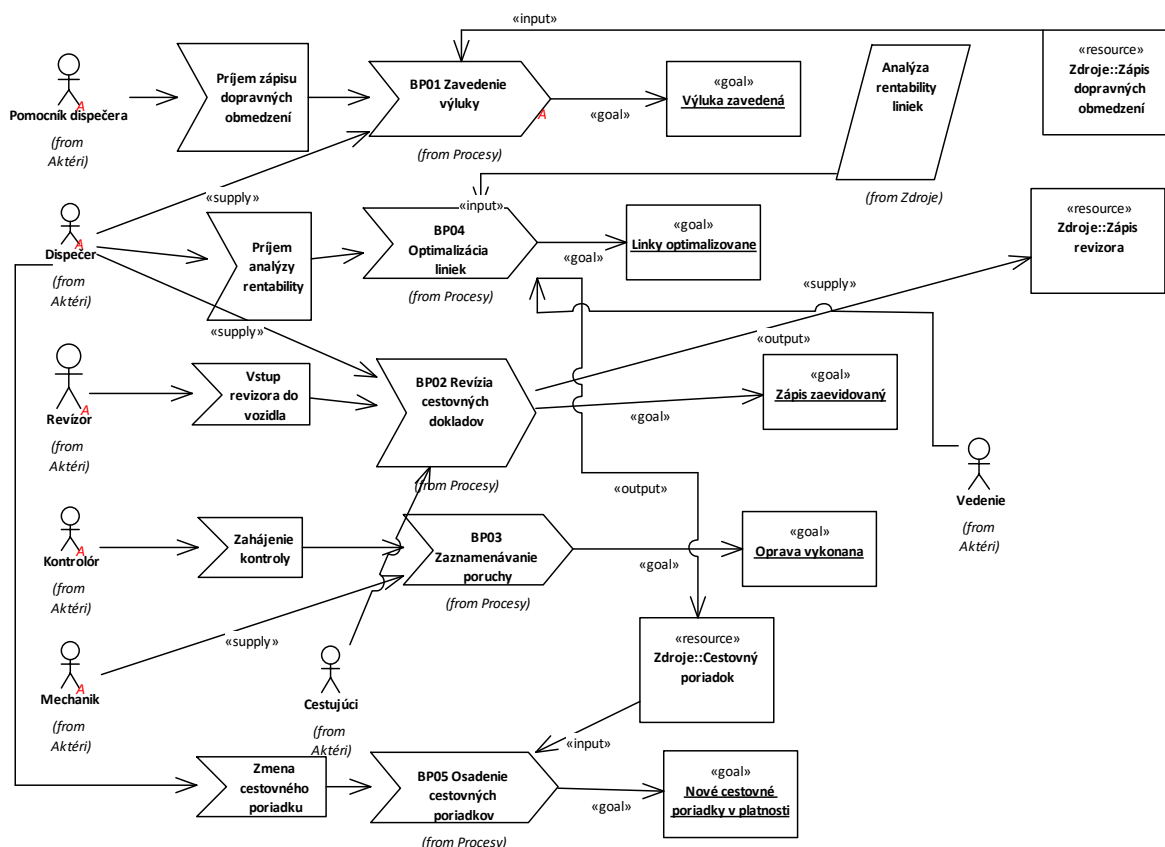 «input»
Pomocník dispečera
(from
Aktéri)
Príjem zápisu
dopravných
obmedzení
BP01 Zavedenie
výluky
(from Procesy)
«goal»
«goal»
Výluka zavedená
Analýza
rentability
liniek
(from Zdroje)
«resource»
Zdroje::Zápis
dopravných
obmedzení
«supply»
Dispečer
(from
Aktéri)
Príjem
analýzy
rentability
«input»
BP04
Optimalizácia
liniek
(from Procesy)
«goal»
«goal»
Linky optimalizovane
«resource»
Zdroje::Zápis
revizora
«supply»
«supply»
«output»
Revízor
(from
Aktéri)
Vstup
revizora do
vozidla
BP02 Revízia
cestovných
dokladov
(from Procesy)
«goal»
«goal»
Zápis zaevidovaný
«output»
Vedenie
(from
Aktéri)
Kontrolór
(from
Aktéri)
Zahájenie
kontroly
BP03
Zaznamenávanie
poruchy
(from Procesy)
«goal»
«goal»
Oprava vykonana
«supply»
Mechanik
(from
Aktéri)
Cestujúci
(from
Aktéri)
«resource»
Zdroje::Cestovný
poriadok
«input»
Zmena
cestovného
poriadku
BP05 Osadenie
cestovných
poriadkov
(from Procesy)
«goal»
«goal»
Nové cestovné
poriadky v platnosti
A
A
A
A
A
A